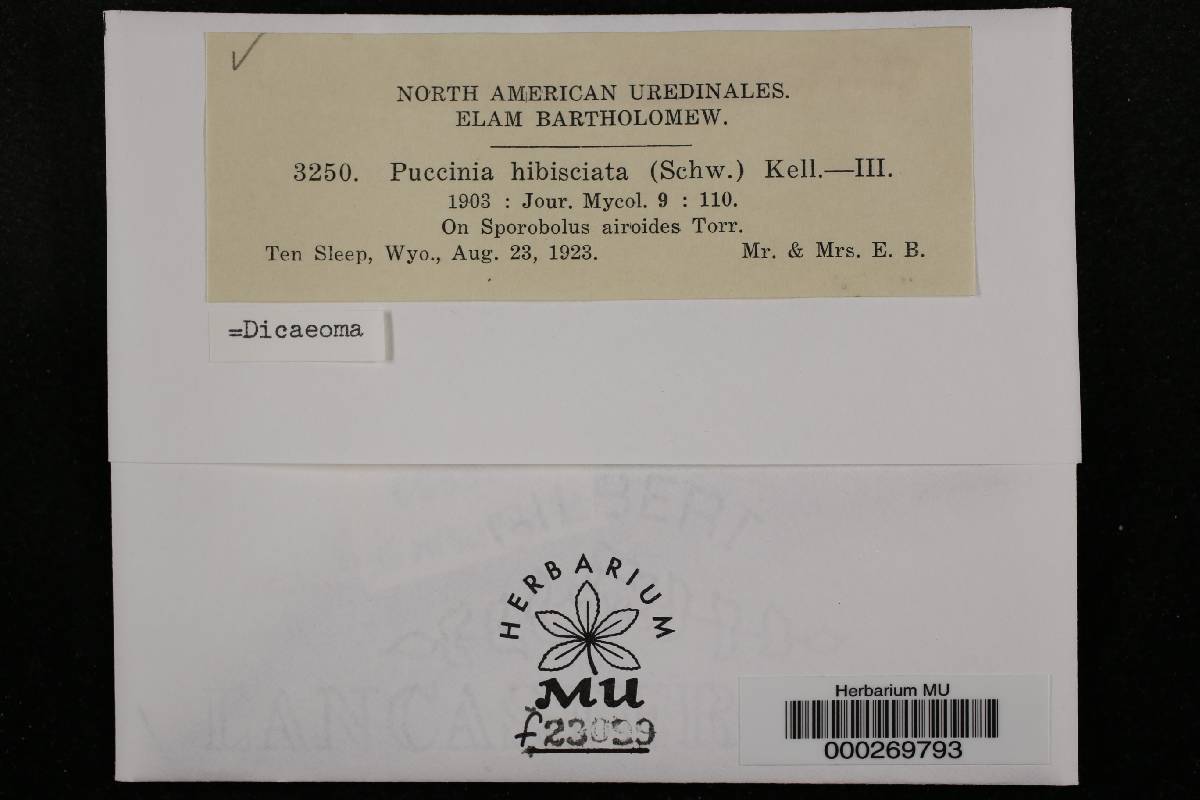 NORTH AMERICAN UREDINALES.
ELAM BARTHOLOMEW.
3250. Puccinia hibisciata (Schw.) Kell.—III.
1903 : Jour. Mycol. 9 : 110.
On Sporobolus airoides Torr.
Ten Sleep, Wyo., Aug. 23, 1923. Mr. & Mrs. E. B.
=Dicaeoma
HERBARIUM
MU
Herbarium MU
000269793